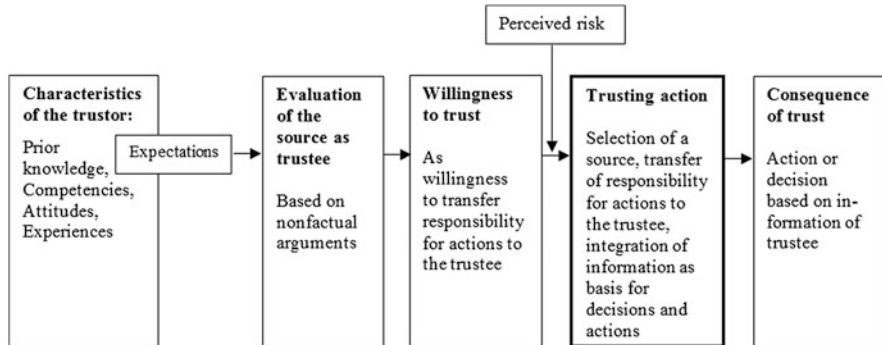 Perceived risk
Characteristics
of the trustor:
Prior
knowledge,
Competencies,
Attitudes,
Experiences
Expectations
Evaluation
of the
source as
trustee
Based on
nonfactual
arguments
Willingness
to trust
As
willingness
to transfer
responsibility
for actions to
the trustee
Trusting action
Selection of a
source, transfer
of responsibility
for actions to
the trustee,
integration of
information as
basis for
decisions and
actions
Consequence
of trust
Action or
decision
based on in-
formation of
trustee